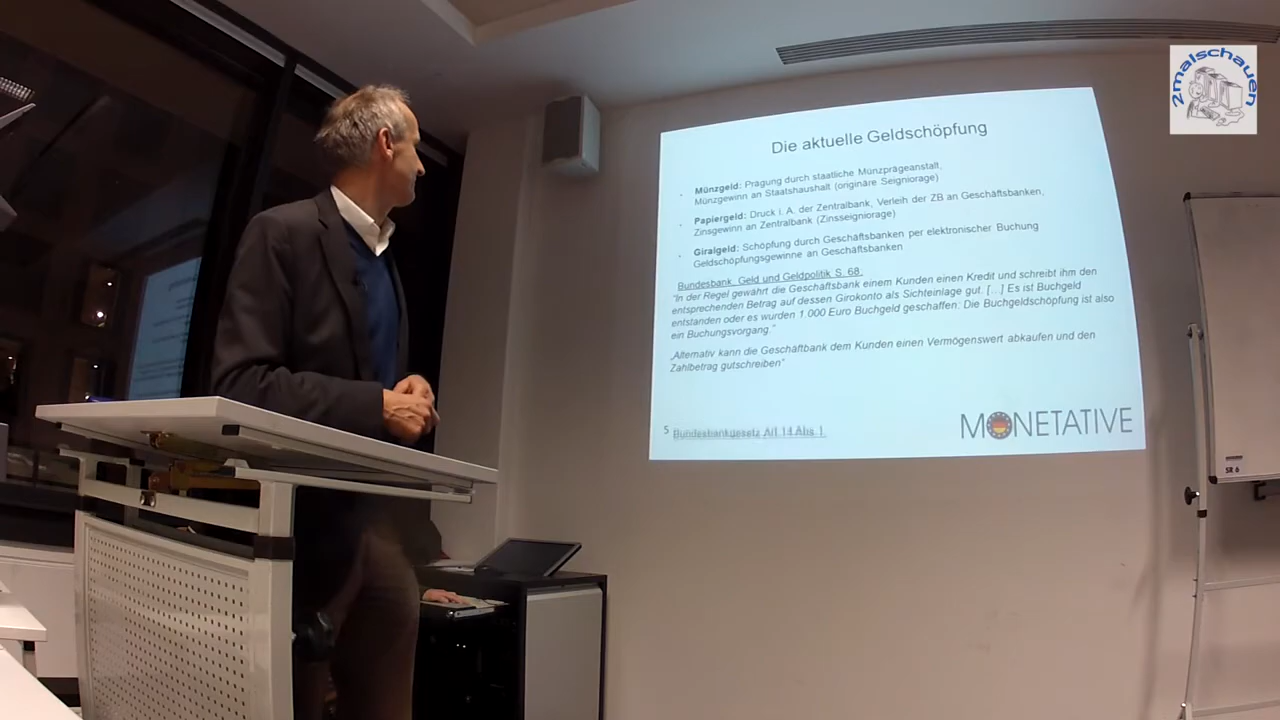 2malschauen
Die aktuelle Geldschöpfung
Münzgeld: Prägung durch staatliche Münzprägeanstalt,
Münzgewinn an Staatshaushalt (originäre Seigniorage)
Papiergeld: Druck i. A. der Zentralbank, Verleih der ZB an Geschäftsbanken,
Zinsgewinn an Zentralbank (Zinsseigniorage)
Giralgeld: Schöpfung durch Geschäftsbanken per elektronischer Buchung
Geldschöpfungsgewinne an Geschäftsbanken
Bundesbank, Geld und Geldpolitik S. 68:
"In der Regel gewährt die Geschäftsbank einem Kunden einen Kredit und schreibt ihm den
entsprechenden Betrag auf dessen Girokonto als Sichteinlage gut. […] Es ist Buchgeld
entstanden oder es wurden 1.000 Euro Buchgeld geschaffen. Die Buchgeldschöpfung ist also
ein Buchungsvorgang."
„Alternativ kann die Geschäftbank dem Kunden einen Vermögenswert abkaufen und den
Zahlbetrag gutschreiben"
5 Bundesbankgesetz Art 14 Abs 1
MONETATIVE
SR 6